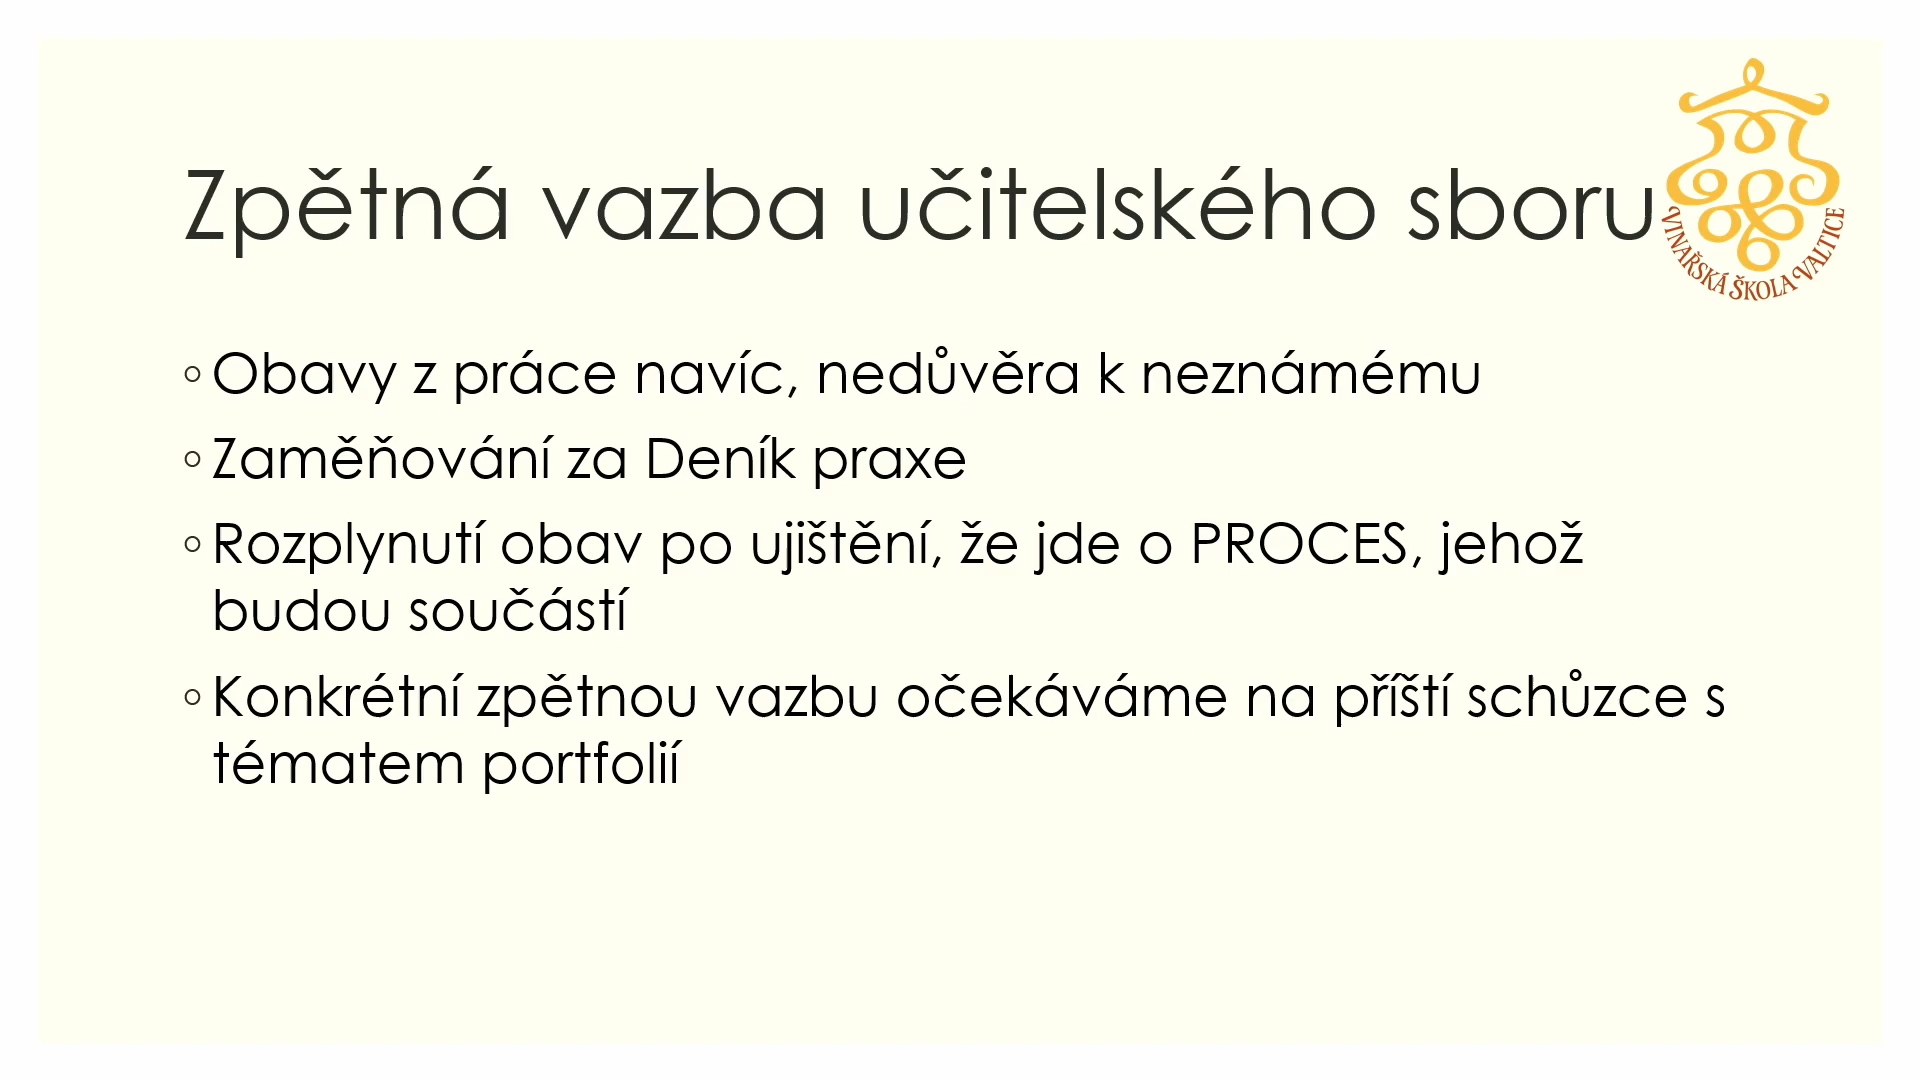 Zpětná vazba učitelského sboru
VINAŘSKÁ ŠKOLA VALTICE
◦ Obavy z práce navíc, nedůvěra k neznámému
◦ Zaměňování za Deník praxe
◦ Rozplynutí obav po ujištění, že jde o PROCES, jehož
budou součástí
◦ Konkrétní zpětnou vazbu očekáváme na příští schůzce s
tématem portfolií